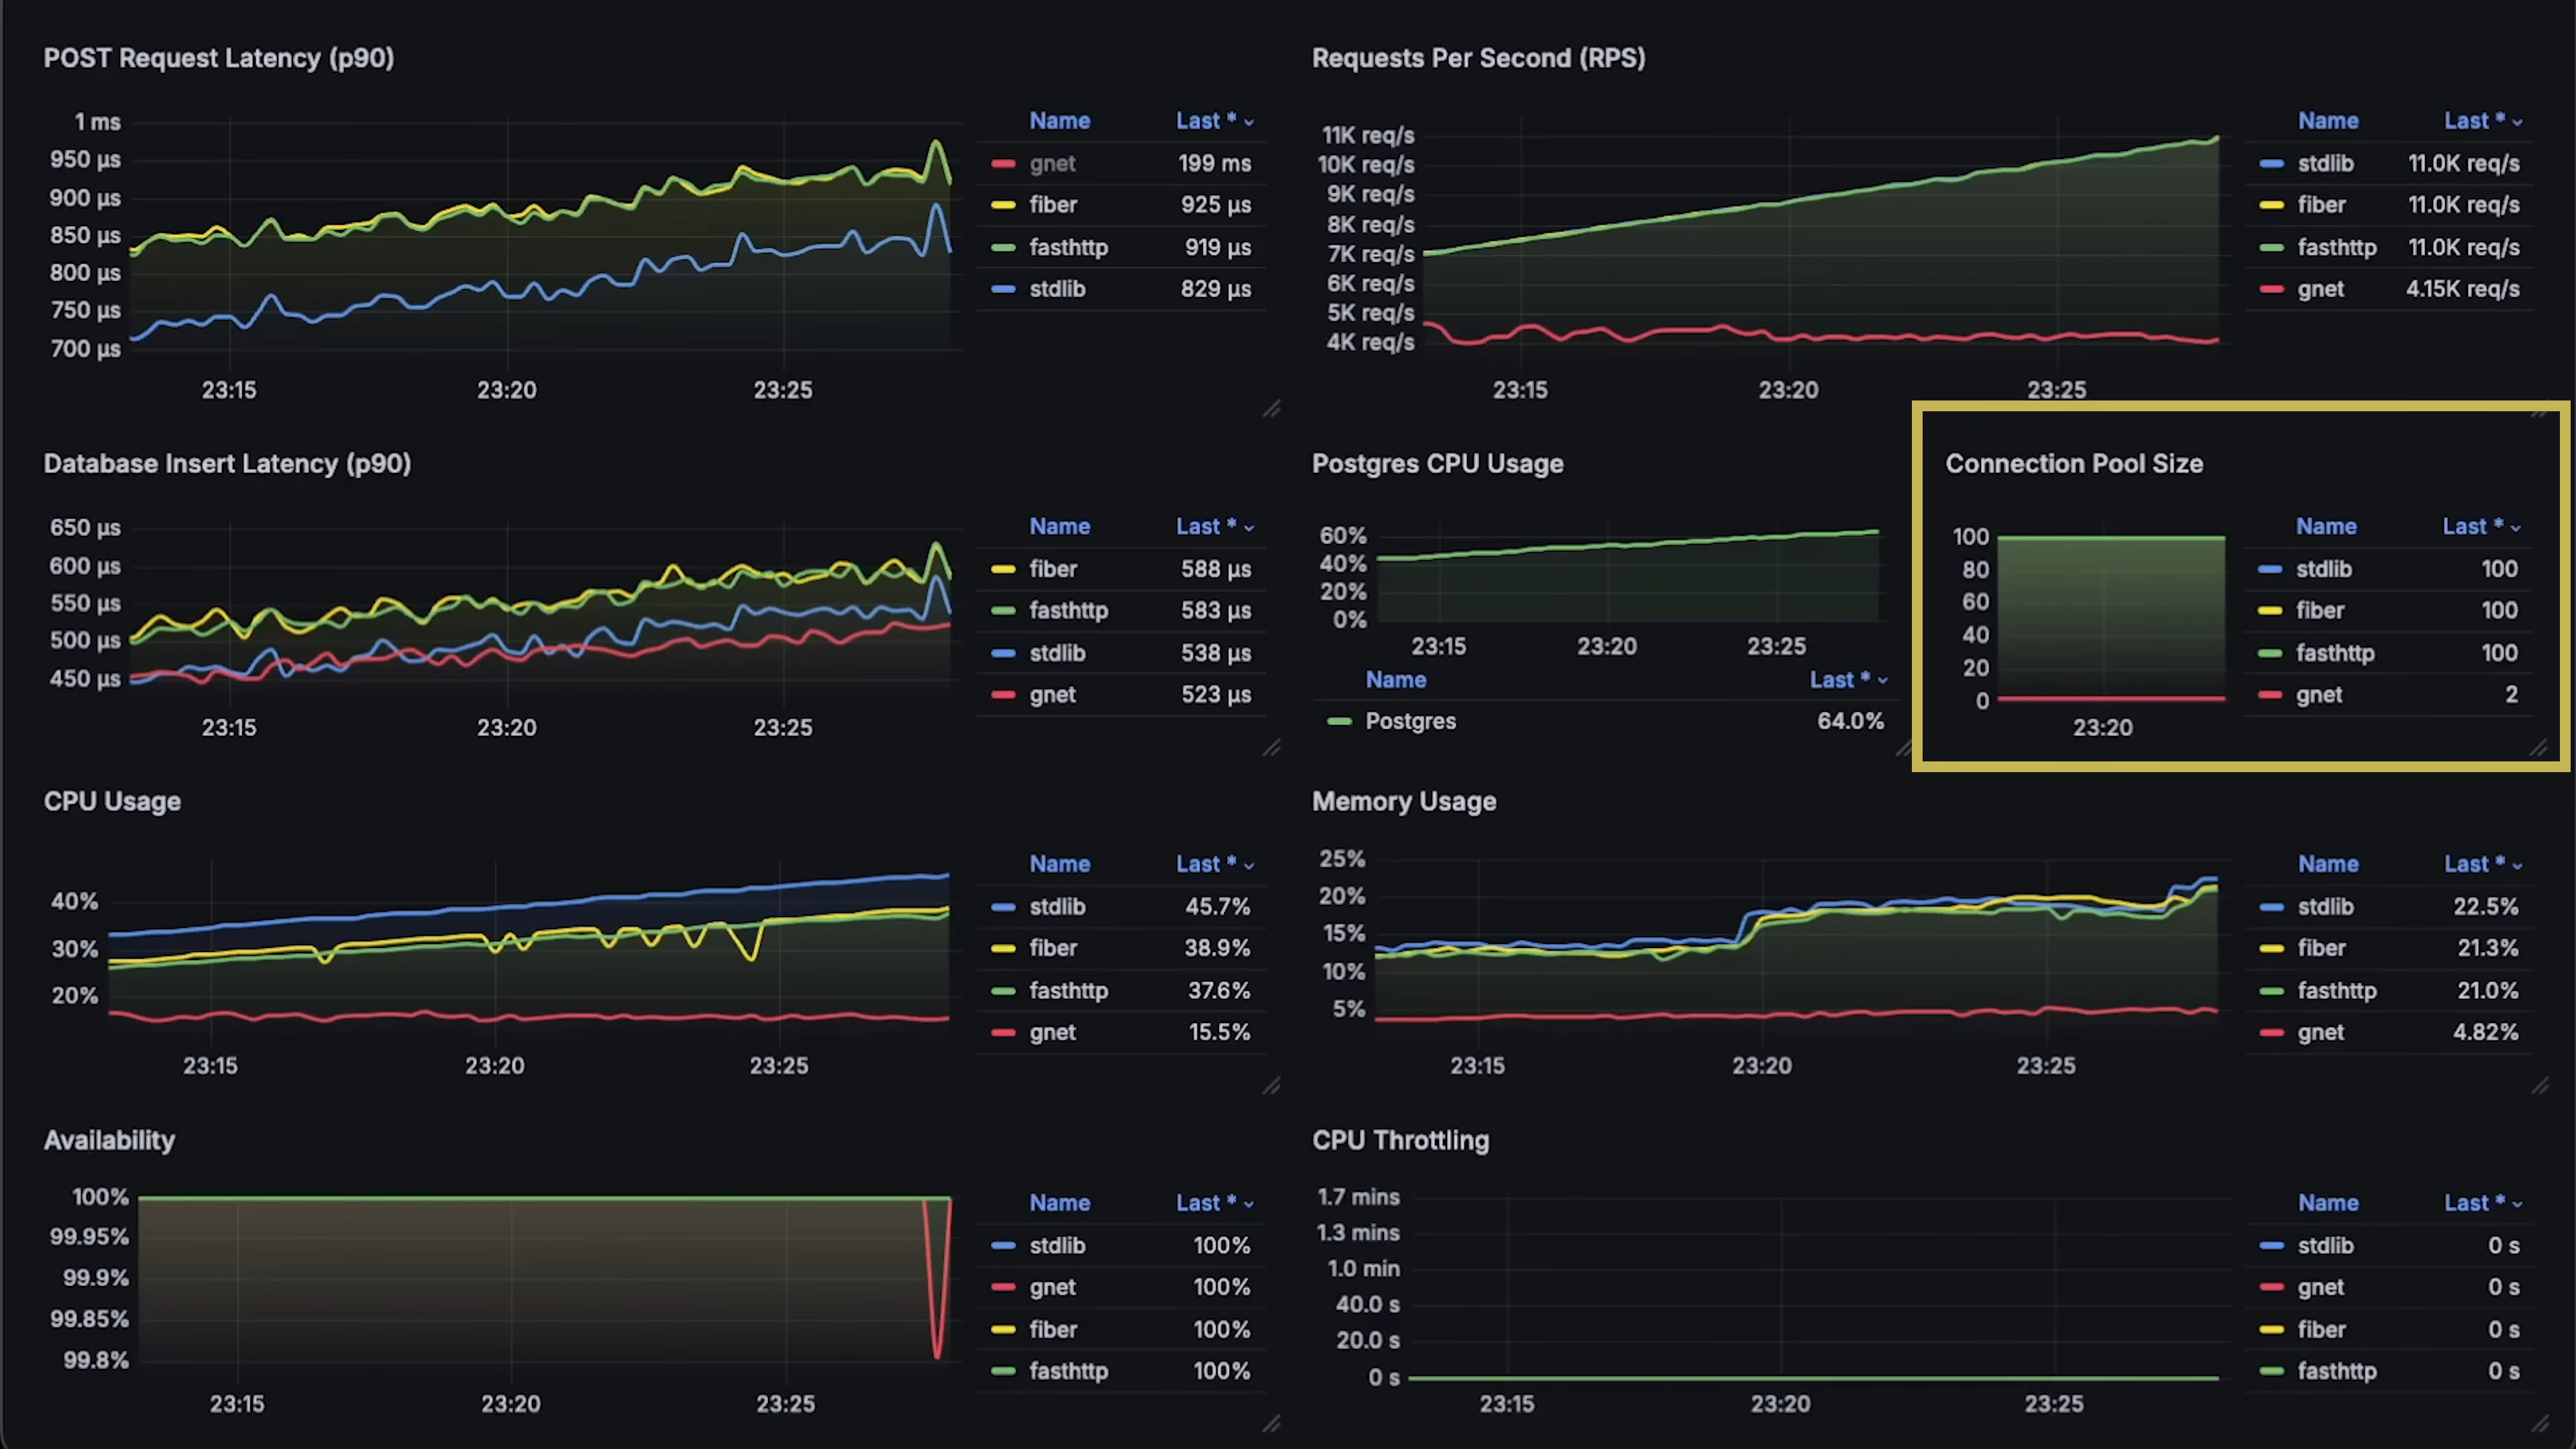 POST Request Latency (p90)
Name Last *
1 ms
950 µs
900 µs
850 µs
800 µs
750 µs
700 µs
23:15 23:20 23:25
gnet 199 ms
fiber 925 µs
fasthttp 919 µs
stdlib 829 µs
Requests Per Second (RPS)
Name Last *
11K req/s
10K req/s
9K req/s
8K req/s
7K req/s
6K req/s
5K req/s
4K req/s
23:15 23:20 23:25
stdlib 11.0K req/s
fiber 11.0K req/s
fasthttp 11.0K req/s
gnet 4.15K req/s
Database Insert Latency (p90)
Name Last *
650 µs
600 µs
550 µs
500 µs
450 µs
23:15 23:20 23:25
fiber 588 µs
fasthttp 583 µs
stdlib 538 µs
gnet 523 µs
Postgres CPU Usage
60%
40%
20%
0%
23:15 23:20 23:25
Name Last *
Postgres 64.0%
Connection Pool Size
Name Last *
100
80
60
40
20
0
23:20
stdlib 100
fiber 100
fasthttp 100
gnet 2
CPU Usage
Name Last *
40%
30%
20%
23:15 23:20 23:25
stdlib 45.7%
fiber 38.9%
fasthttp 37.6%
gnet 15.5%
Memory Usage
Name Last *
25%
20%
15%
10%
5%
23:15 23:20 23:25
stdlib 22.5%
fiber 21.3%
fasthttp 21.0%
gnet 4.82%
Availability
Name Last *
100%
99.95%
99.9%
99.85%
99.8%
23:15 23:20 23:25
stdlib 100%
gnet 100%
fiber 100%
fasthttp 100%
CPU Throttling
Name Last *
1.7 mins
1.3 mins
1.0 min
40.0 s
20.0 s
0 s
23:15 23:20 23:25
stdlib 0 s
gnet 0 s
fiber 0 s
fasthttp 0 s